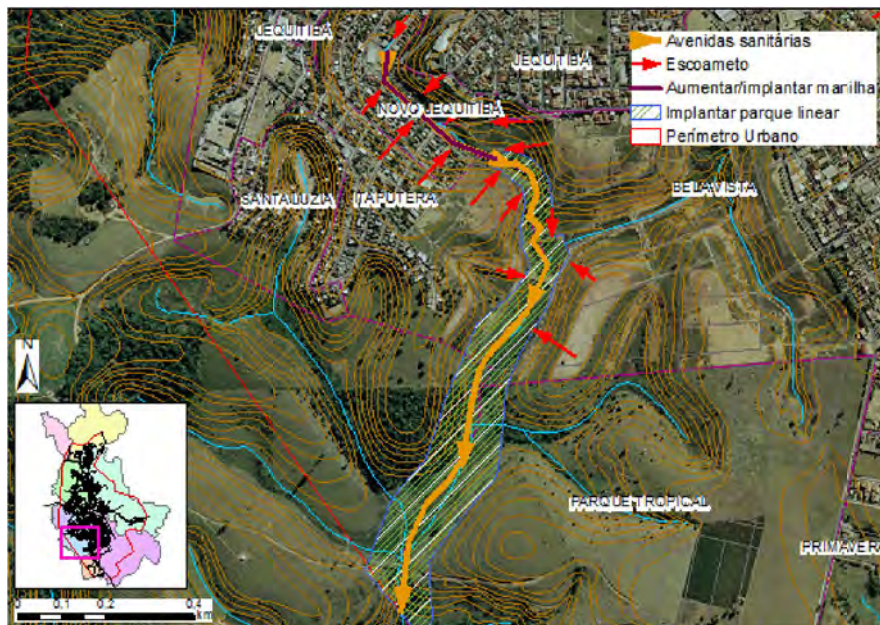 JEQUITIBÁ
JEQUITIBÁ
NOVO JEQUITIBÁ
SANTA LUZIA
ITAPUTERA
BELA VISTA
PARQUE TROPICAL
PRIMAVERA
Avenidas sanitárias
Escoameto
Aumentar/implantar manilha
Implantar parque linear
Perímetro Urbano
N
0 0.1 0.2 0.4
km